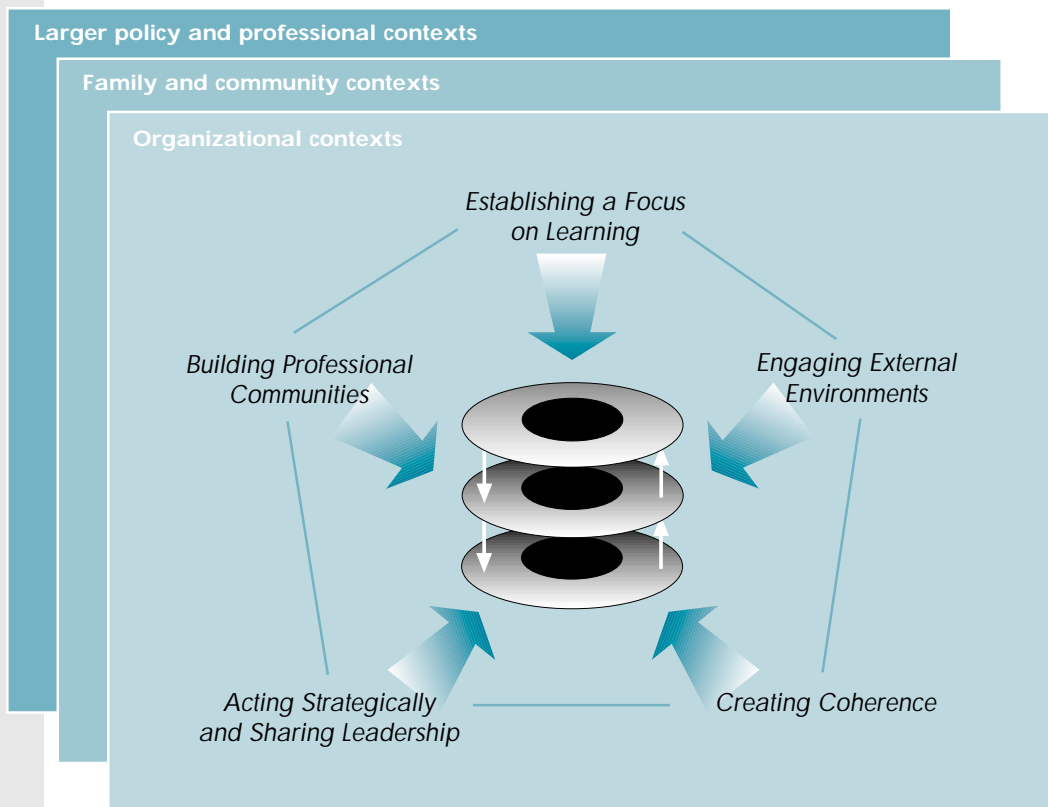 Larger policy and professional contexts
Family and community contexts
Organizational contexts
Establishing a Focus
on Learning
Building Professional
Communities
Engaging External
Environments
Acting Strategically
and Sharing Leadership
Creating Coherence